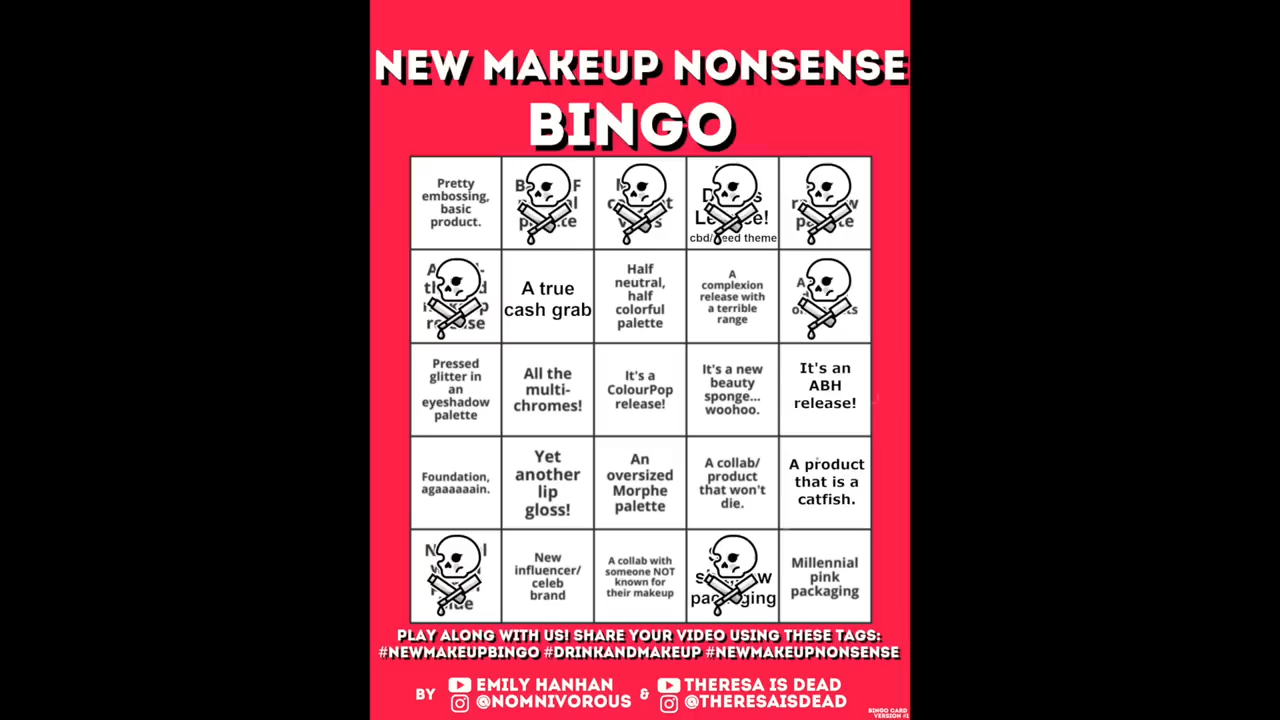 NEW MAKEUP NONSENSE
BINGO
Pretty
embossing,
basic
product.
cbd/weed theme
A true
cash grab
Half
neutral,
half
colorful
palette
A
complexion
release with
a terrible
range
Pressed
glitter in
an
eyeshadow
palette
All the
multi-
chromes!
It's a
ColourPop
release!
It's a new
beauty
sponge...
woohoo.
It's an
ABH
release!
Foundation,
agaaaaaain.
Yet
another
lip
gloss!
An
oversized
Morphe
palette
A collab/
product
that won't
die.
A product
that is a
catfish.
New
influencer/
celeb
brand
A collab with
someone NOT
known for
their makeup
packaging
Millennial
pink
packaging
PLAY ALONG WITH US! SHARE YOUR VIDEO USING THESE TAGS:
#NEWMAKEUPBINGO #DRINKANDMAKEUP #NEWMAKEUPNONSENSE
BY EMILY HANHAN & THERESA IS DEAD
@NOMNIVOROUS @THERESAISDEAD
BINGO CARD
VERSION #1